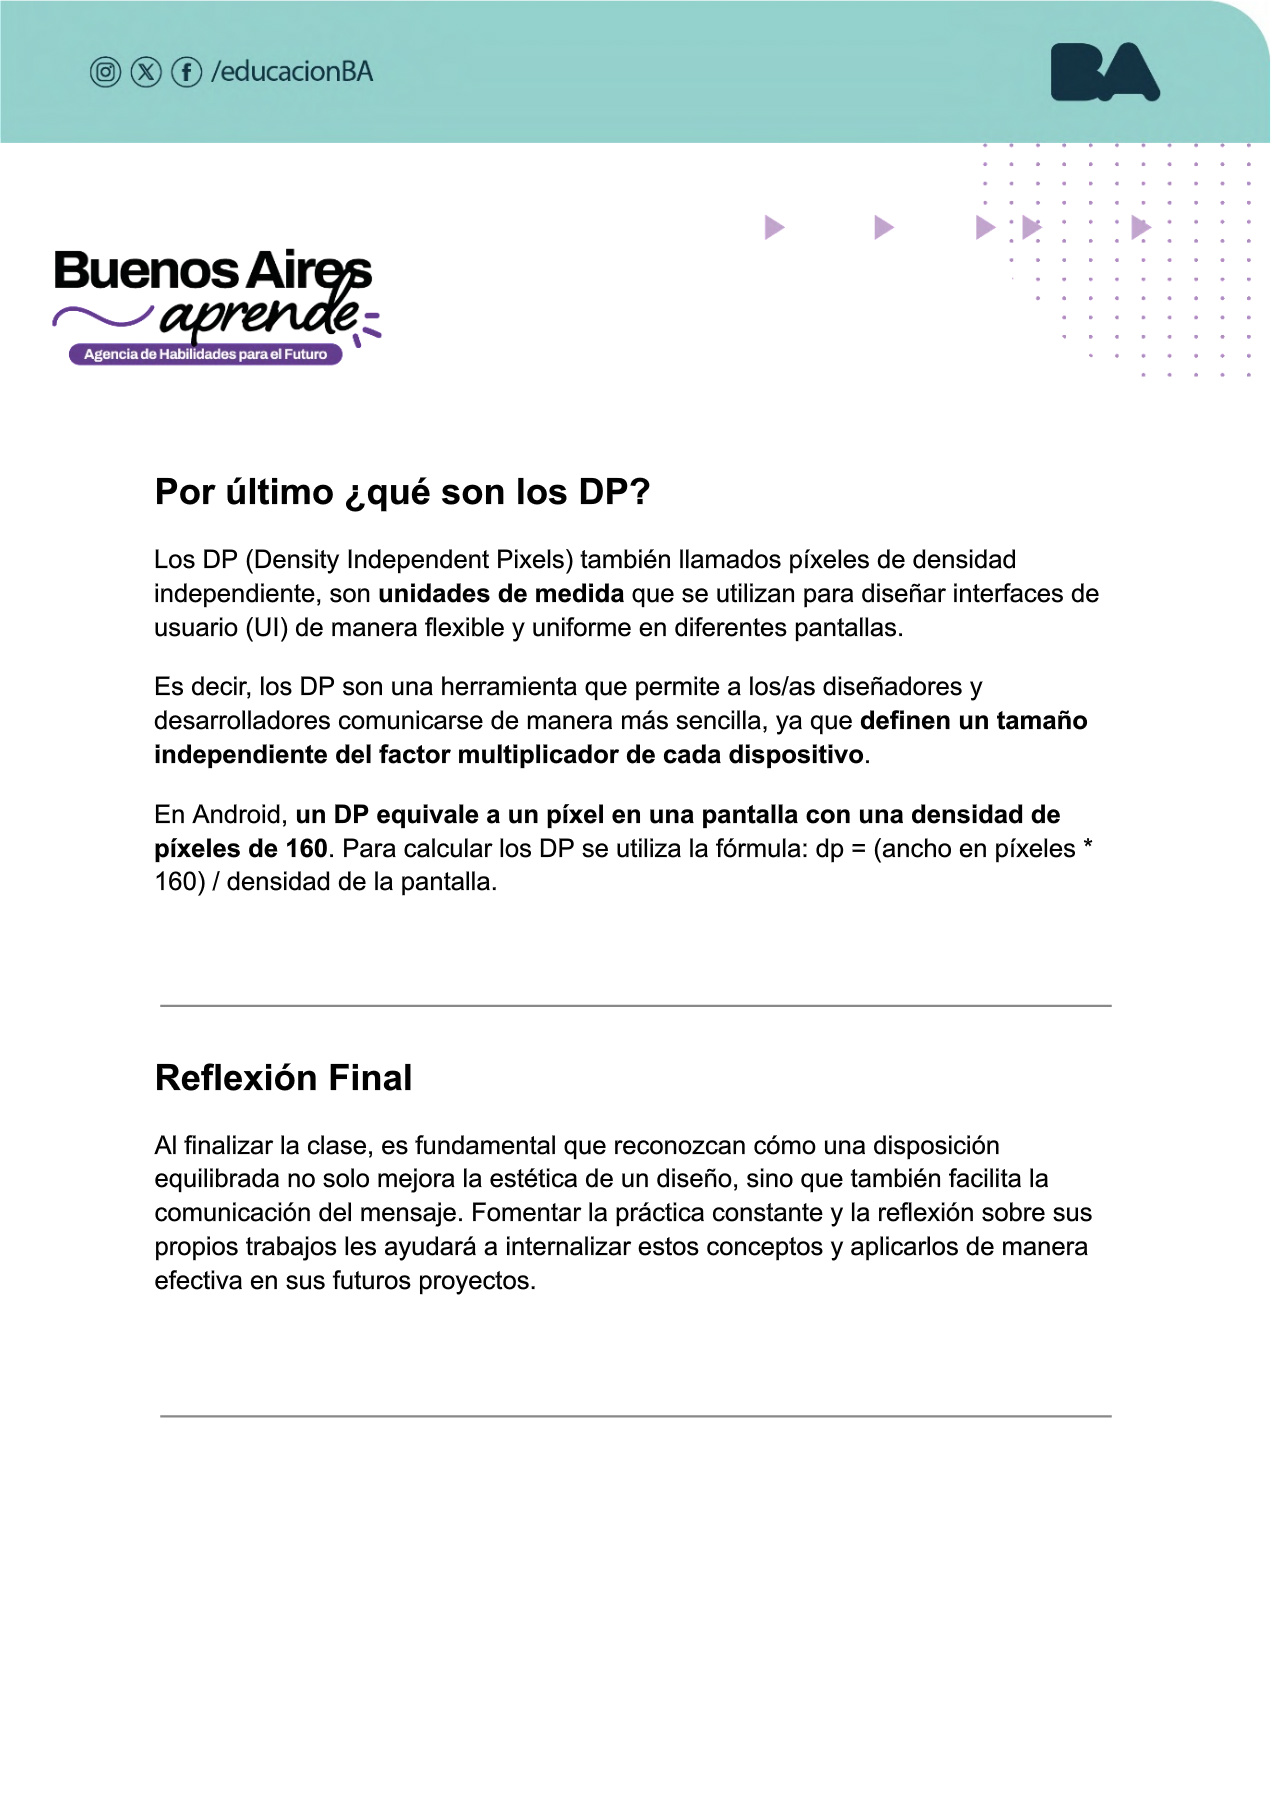 /educacionBA
BA
Buenos Aires
aprende
Agencia de Habilidades para el Futuro
Por último ¿qué son los DP?
Los DP (Density Independent Pixels) también llamados píxeles de densidad
independiente, son unidades de medida que se utilizan para diseñar interfaces de
usuario (UI) de manera flexible y uniforme en diferentes pantallas.
Es decir, los DP son una herramienta que permite a los/as diseñadores y
desarrolladores comunicarse de manera más sencilla, ya que definen un tamaño
independiente del factor multiplicador de cada dispositivo.
En Android, un DP equivale a un píxel en una pantalla con una densidad de
píxeles de 160. Para calcular los DP se utiliza la fórmula: dp = (ancho en píxeles *
160) / densidad de la pantalla.
Reflexión Final
Al finalizar la clase, es fundamental que reconozcan cómo una disposición
equilibrada no solo mejora la estética de un diseño, sino que también facilita la
comunicación del mensaje. Fomentar la práctica constante y la reflexión sobre sus
propios trabajos les ayudará a internalizar estos conceptos y aplicarlos de manera
efectiva en sus futuros proyectos.